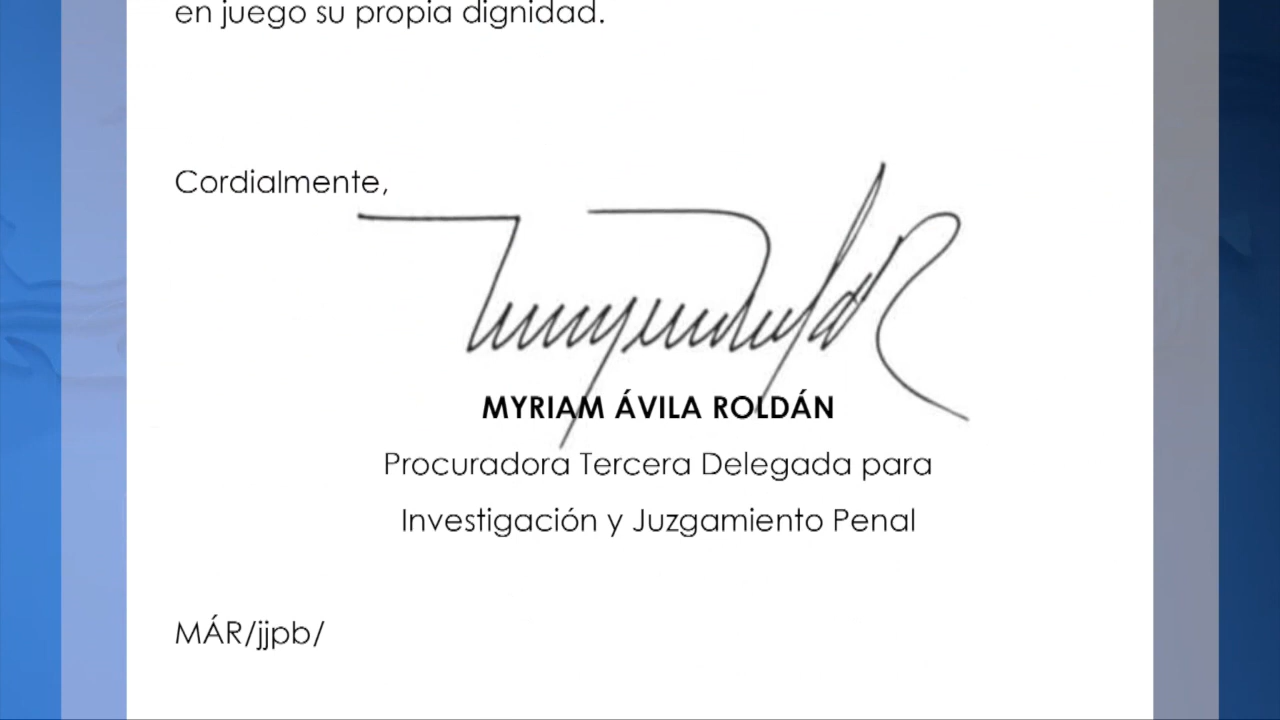 en juego su propia dignidad.
Cordialmente,
MYRIAM ÁVILA ROLDÁN
Procuradora Tercera Delegada para
Investigación y Juzgamiento Penal
MÁR/jjpb/